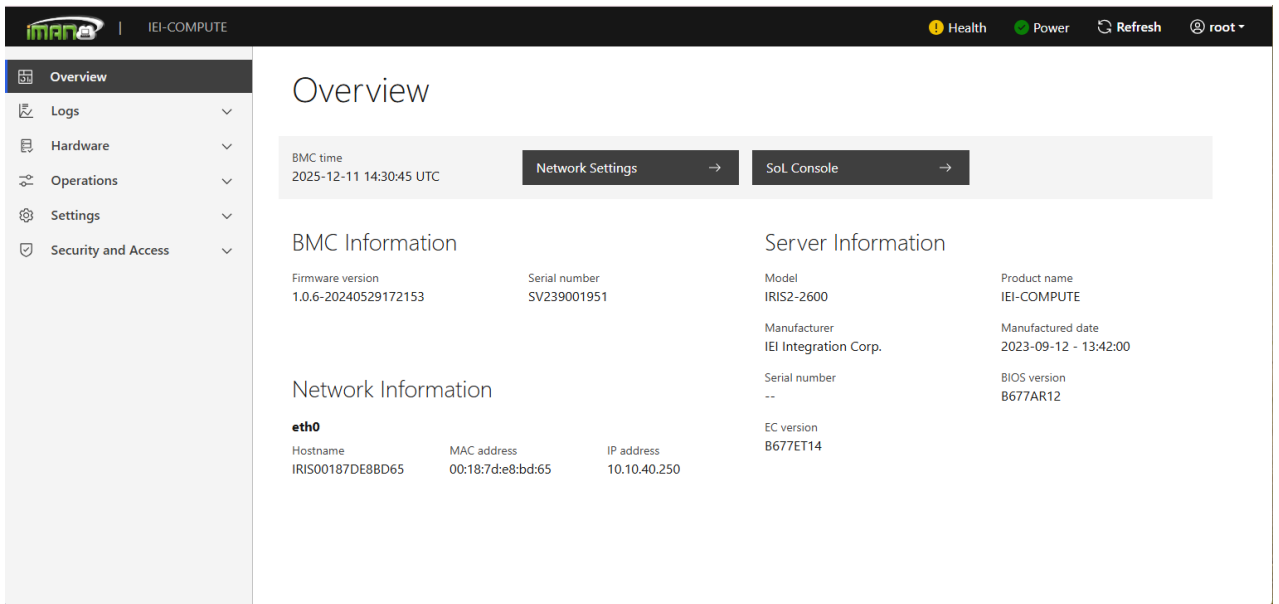 iMAN | IEI-COMPUTE Health Power Refresh root
Overview
Logs
Hardware
Operations
Settings
Security and Access
Overview
BMC time
2025-12-11 14:30:45 UTC
Network Settings →
SoL Console →
BMC Information
Firmware version Serial number
1.0.6-20240529172153 SV239001951
Network Information
eth0
Hostname MAC address IP address
IRIS00187DE8BD65 00:18:7d:e8:bd:65 10.10.40.250
Server Information
Model Product name
IRIS2-2600 IEI-COMPUTE
Manufacturer Manufactured date
IEI Integration Corp. 2023-09-12 - 13:42:00
Serial number BIOS version
-- B677AR12
EC version
B677ET14